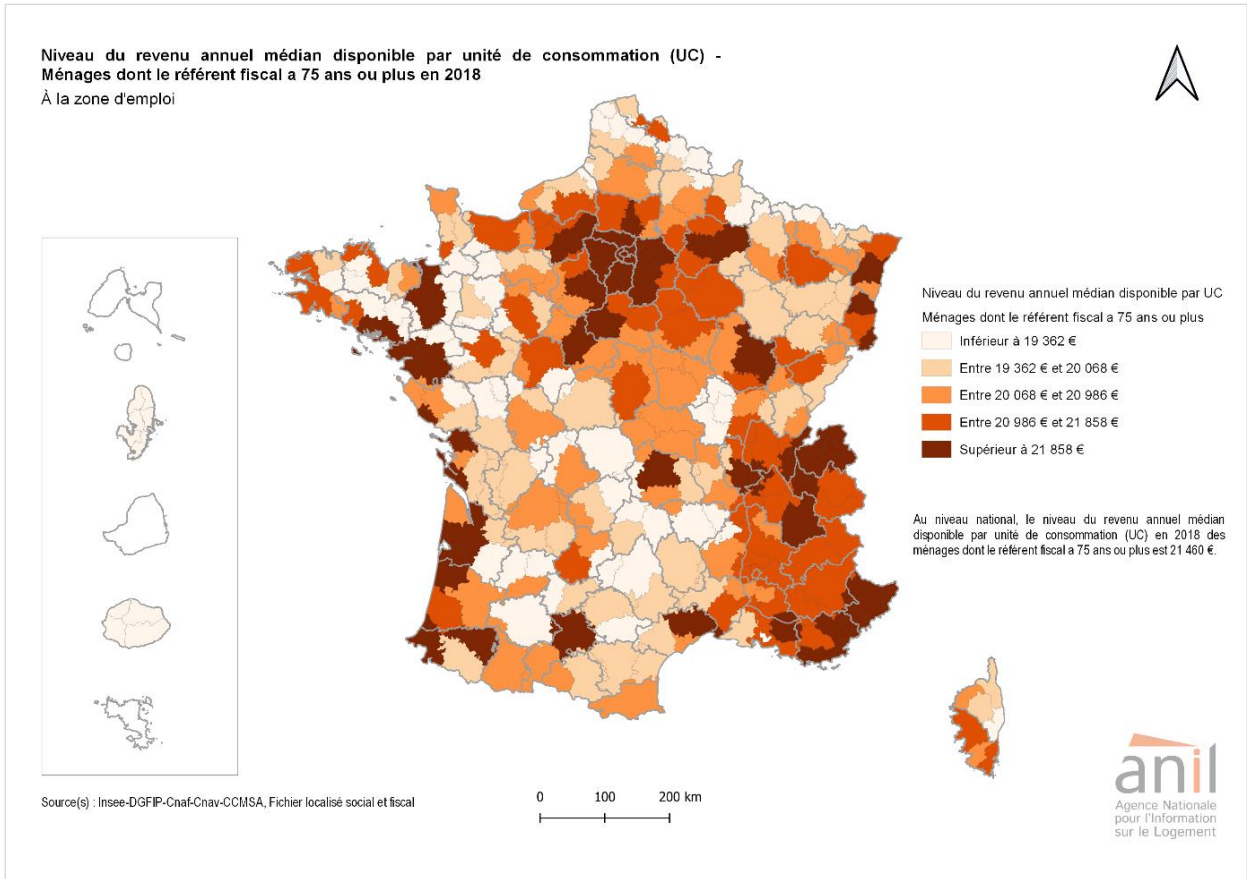 Niveau du revenu annuel médian disponible par unité de consommation (UC) -
Ménages dont le référent fiscal a 75 ans ou plus en 2018
À la zone d'emploi
Niveau du revenu annuel médian disponible par UC
Ménages dont le référent fiscal a 75 ans ou plus
Inférieur à 19 362 €
Entre 19 362 € et 20 068 €
Entre 20 068 € et 20 986 €
Entre 20 986 € et 21 858 €
Supérieur à 21 858 €
Au niveau national, le niveau du revenu annuel médian
disponible par unité de consommation (UC) en 2018 des
ménages dont le référent fiscal a 75 ans ou plus est 21 460 €.
Source(s) : Insee-DGFIP-Cnaf-Cnav-CCMSA, Fichier localisé social et fiscal
0 100 200 km
anil
Agence Nationale
pour l'Information
sur le Logement